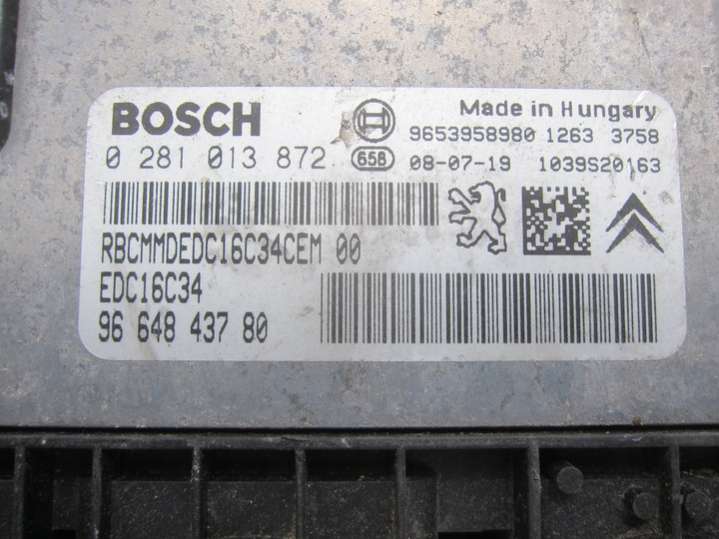 BOSCH
Made in Hungary
9653958980 1263 3758
0 281 013 872 658 08-07-19 1039S20163
RBCMMDEDC16C34CEM 00
EDC16C34
96 648 437 80